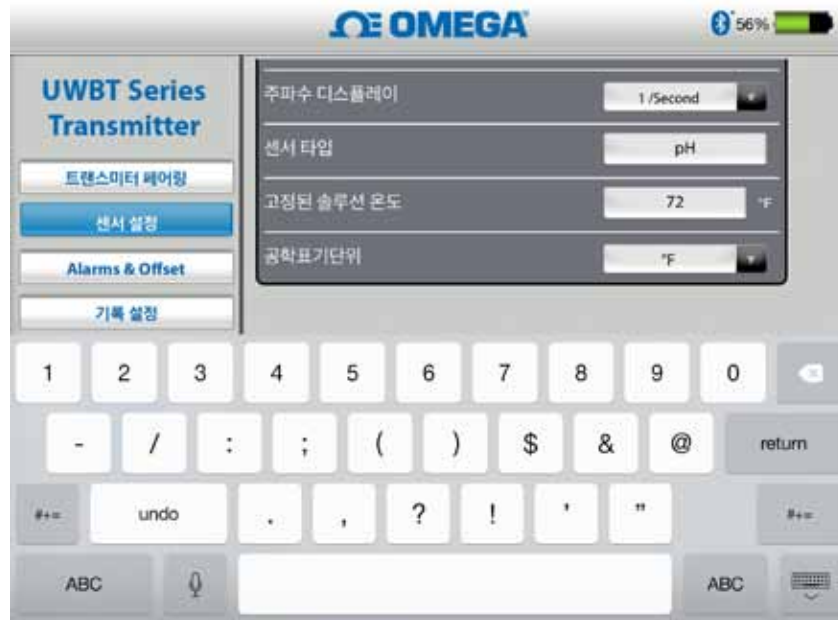 OMEGA
56%
UWBT Series
Transmitter
트랜스미터 페어링
센서 설정
Alarms & Offset
기록 설정
주파수 디스플레이
1 /Second
센서 타입
pH
고정된 솔루션 온도
72
°F
공학표기단위
°F
1 2 3 4 5 6 7 8 9 0
- / : ; ( ) $ & @ return
#+= undo . , ? ! ' " #+=
ABC ABC